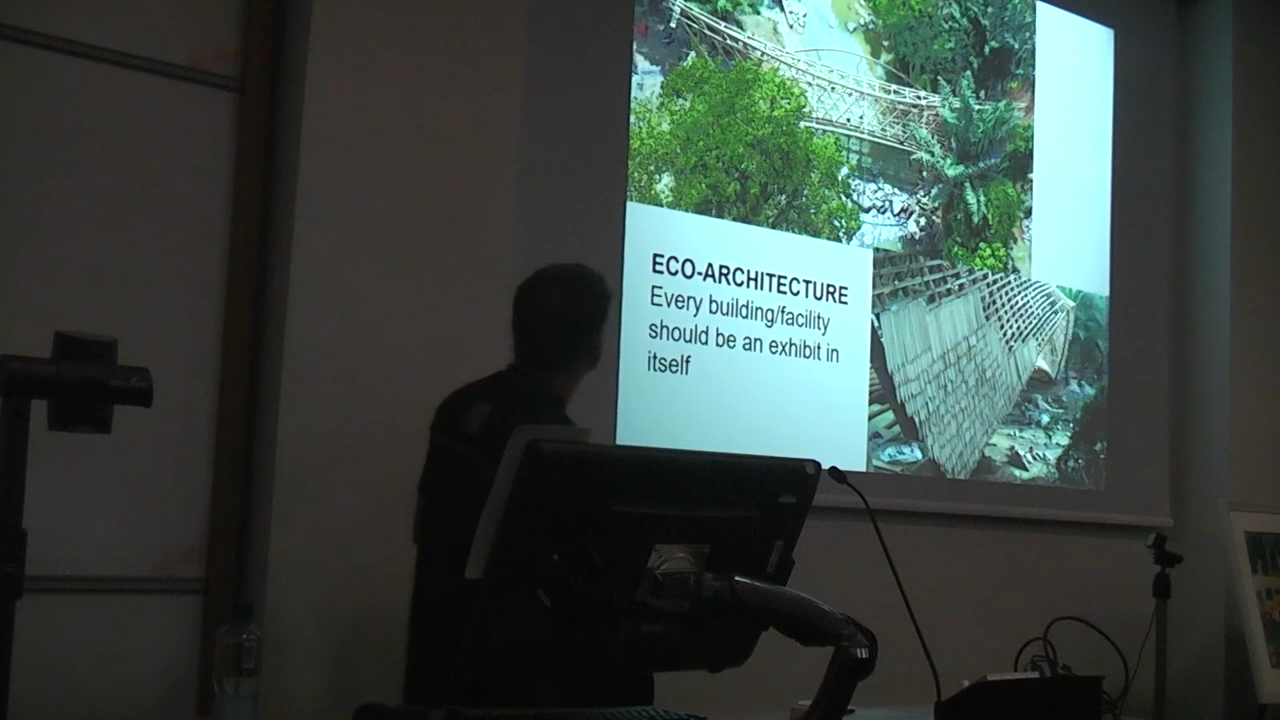 ECO-ARCHITECTURE
Every building/facility
should be an exhibit in
itself